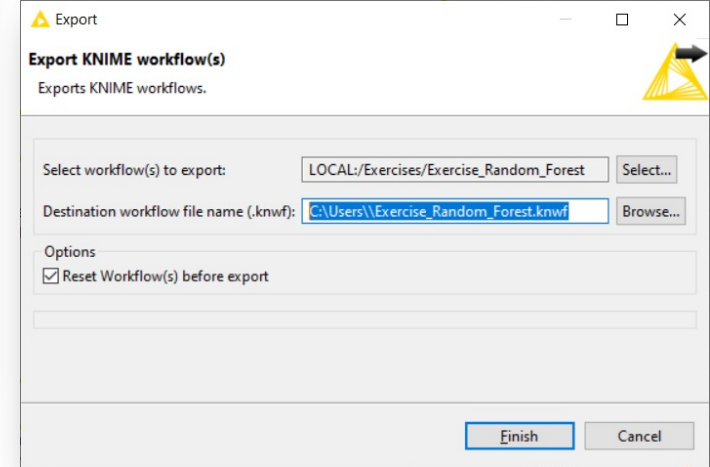 Export
Export KNIME workflow(s)
Exports KNIME workflows.
Select workflow(s) to export: LOCAL:/Exercises/Exercise_Random_Forest Select...
Destination workflow file name (.knwf): C:\Users\\Exercise_Random_Forest.knwf Browse...
Options
Reset Workflow(s) before export
Finish Cancel